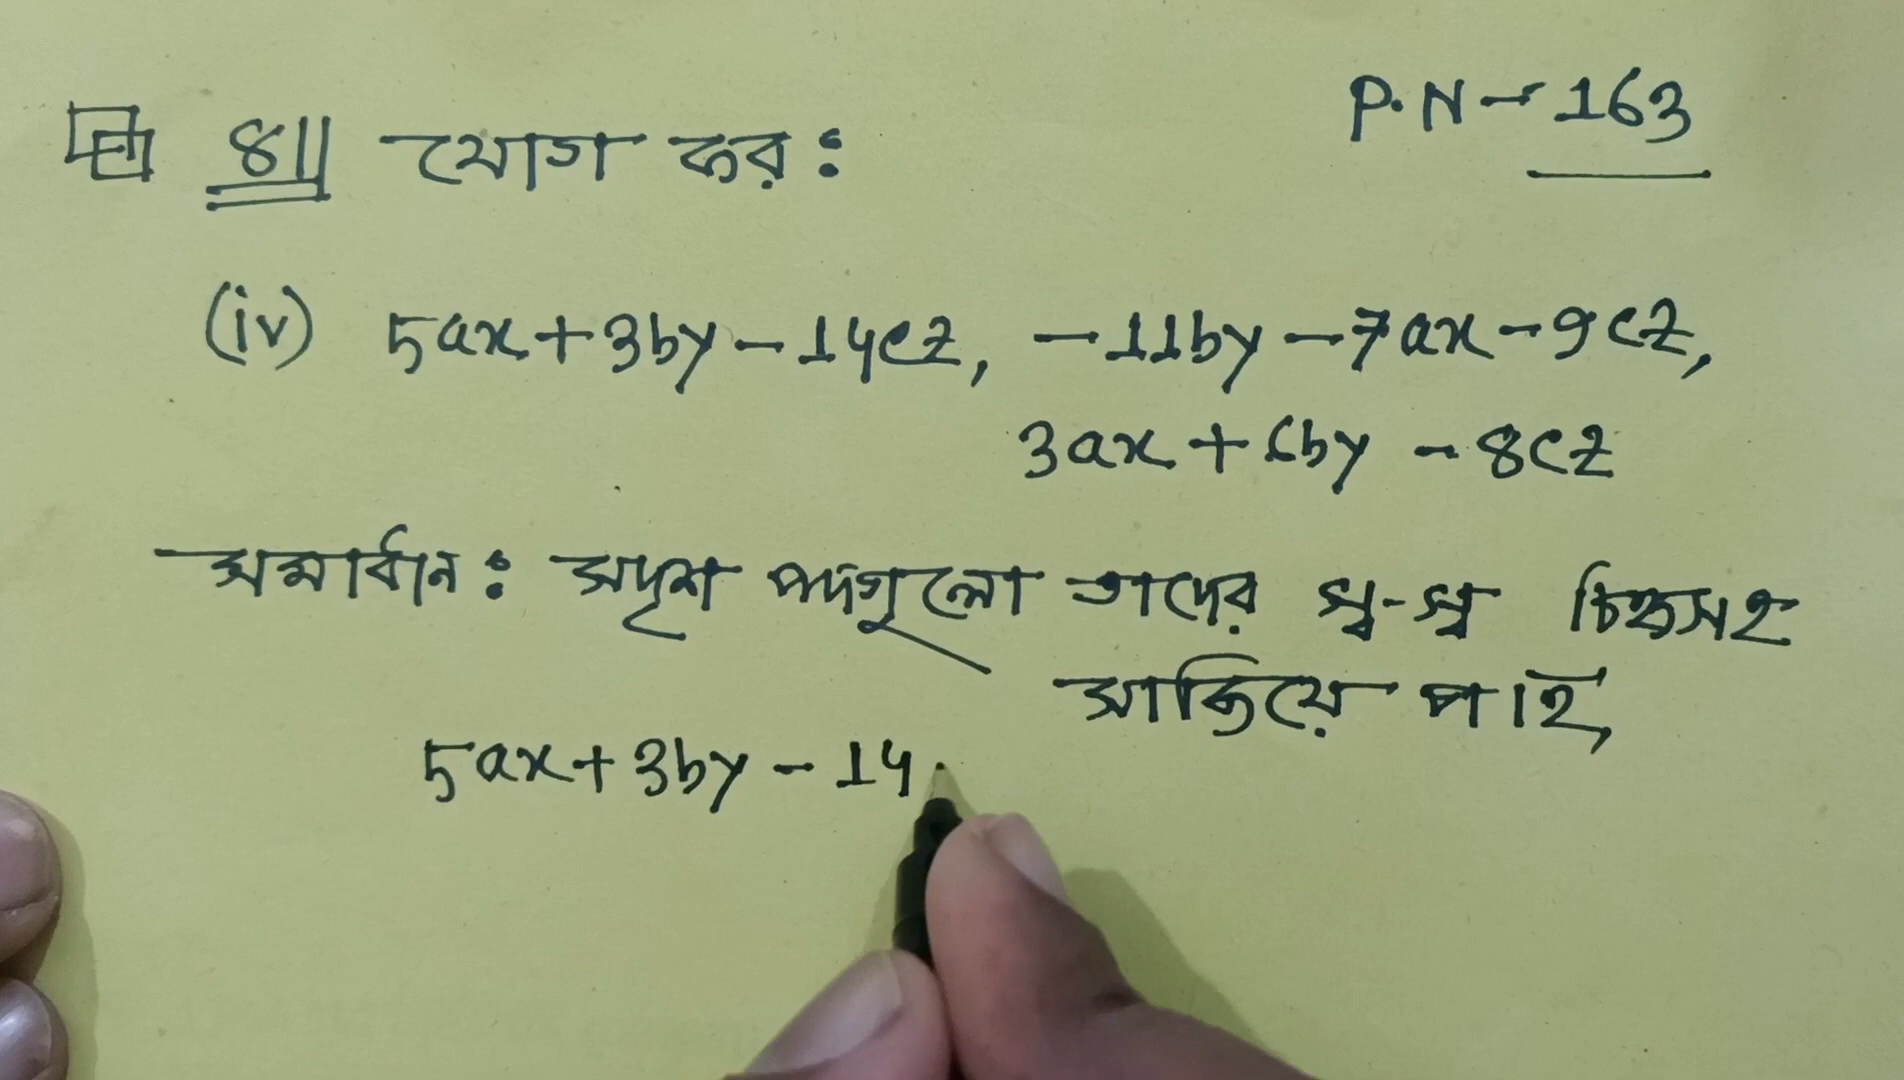 P.N - 163
৪॥ যোগ কর :
(iv) 5ax+3by-14cz, -11by-7ax-9cz,
3ax+6by-8cz
সমাধান : সদৃশ পদগুলো তাদের স্ব-স্ব চিহ্নসহ
সাজিয়ে পাই,
5ax+3by-14